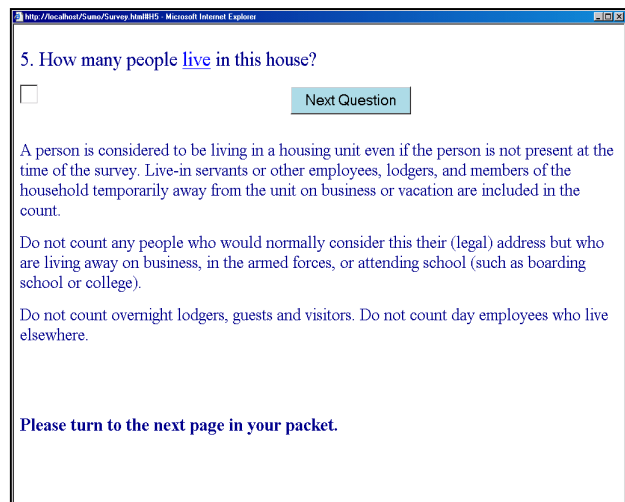 http://localhost/Sumo/Survey.html#H5 - Microsoft Internet Explorer
5. How many people live in this house?
Next Question
A person is considered to be living in a housing unit even if the person is not present at the
time of the survey. Live-in servants or other employees, lodgers, and members of the
household temporarily away from the unit on business or vacation are included in the
count.
Do not count any people who would normally consider this their (legal) address but who
are living away on business, in the armed forces, or attending school (such as boarding
school or college).
Do not count overnight lodgers, guests and visitors. Do not count day employees who live
elsewhere.
Please turn to the next page in your packet.